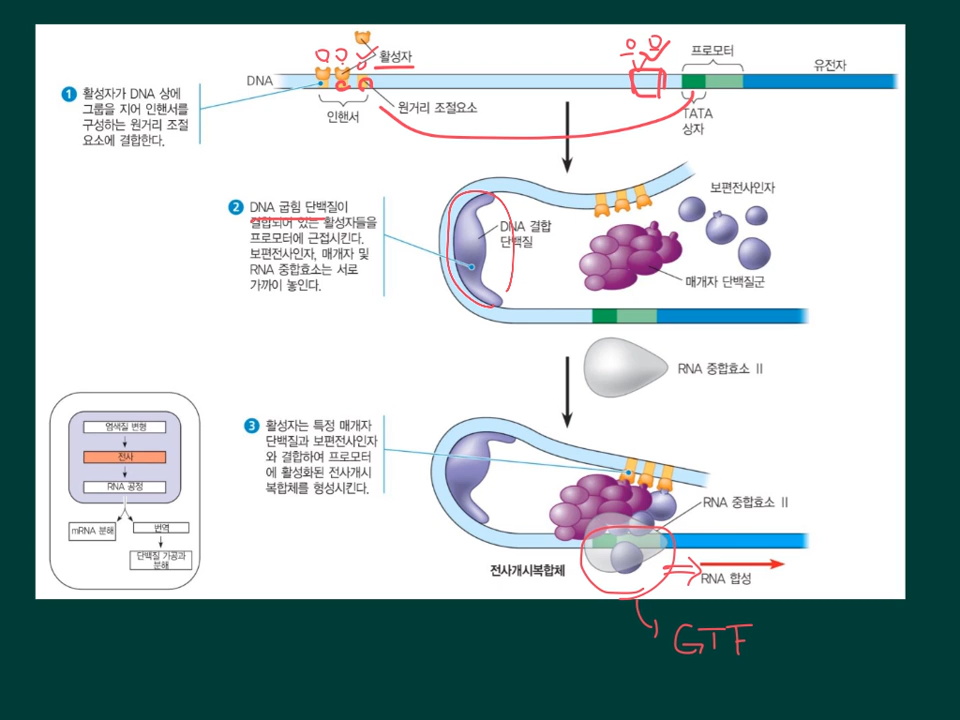 활성자
프로모터
DNA
유전자
1 활성자가 DNA 상에
그룹을 지어 인핸서를
구성하는 원거리 조절
요소에 결합한다.
인핸서
원거리 조절요소
TATA
상자
2 DNA 굽힘 단백질이
결합되어 있는 활성자들을
프로모터에 근접시킨다.
보편전사인자, 매개자 및
RNA 중합효소는 서로
가까이 놓인다.
DNA 결합
단백질
보편전사인자
매개자 단백질군
RNA 중합효소 II
3 활성자는 특정 매개자
단백질과 보편전사인자
와 결합하여 프로모터
에 활성화된 전사개시
복합체를 형성시킨다.
RNA 중합효소 II
전사개시복합체
RNA 합성
염색질 변형
전사
RNA 공정
mRNA 분해
번역
단백질 가공과
분해
GTF